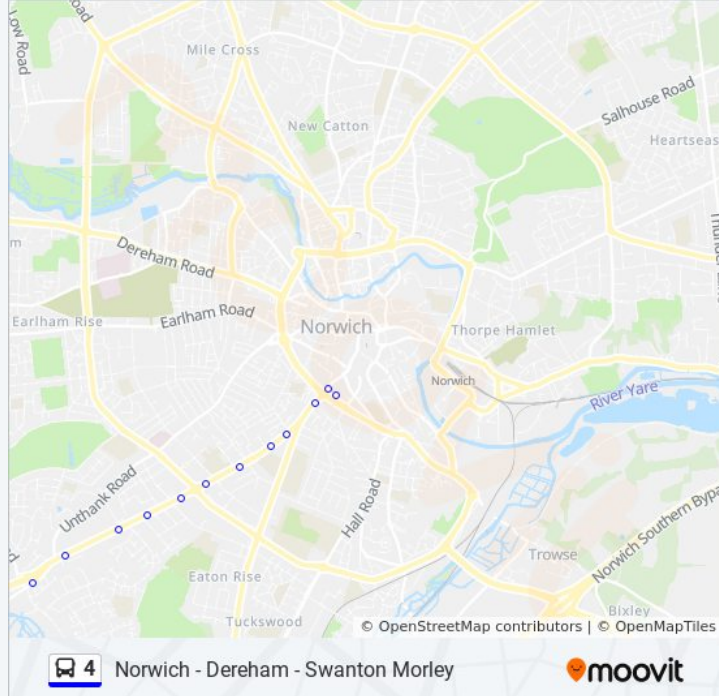 Low Road
oad
Mile Cross
New Catton
Salhouse Road
Heartseas
Dereham Road
m
Earlham Rise
Earlham Road
Norwich
Thorpe Hamlet
Norwich
River Yare
Unthank Road
Hall Road
Norwich Southern Bypa
Trowse
Eaton Rise
Tuckswood
Bixley
© OpenStreetMap contributors | © OpenMapTiles
4 Norwich - Dereham - Swanton Morley
moovit